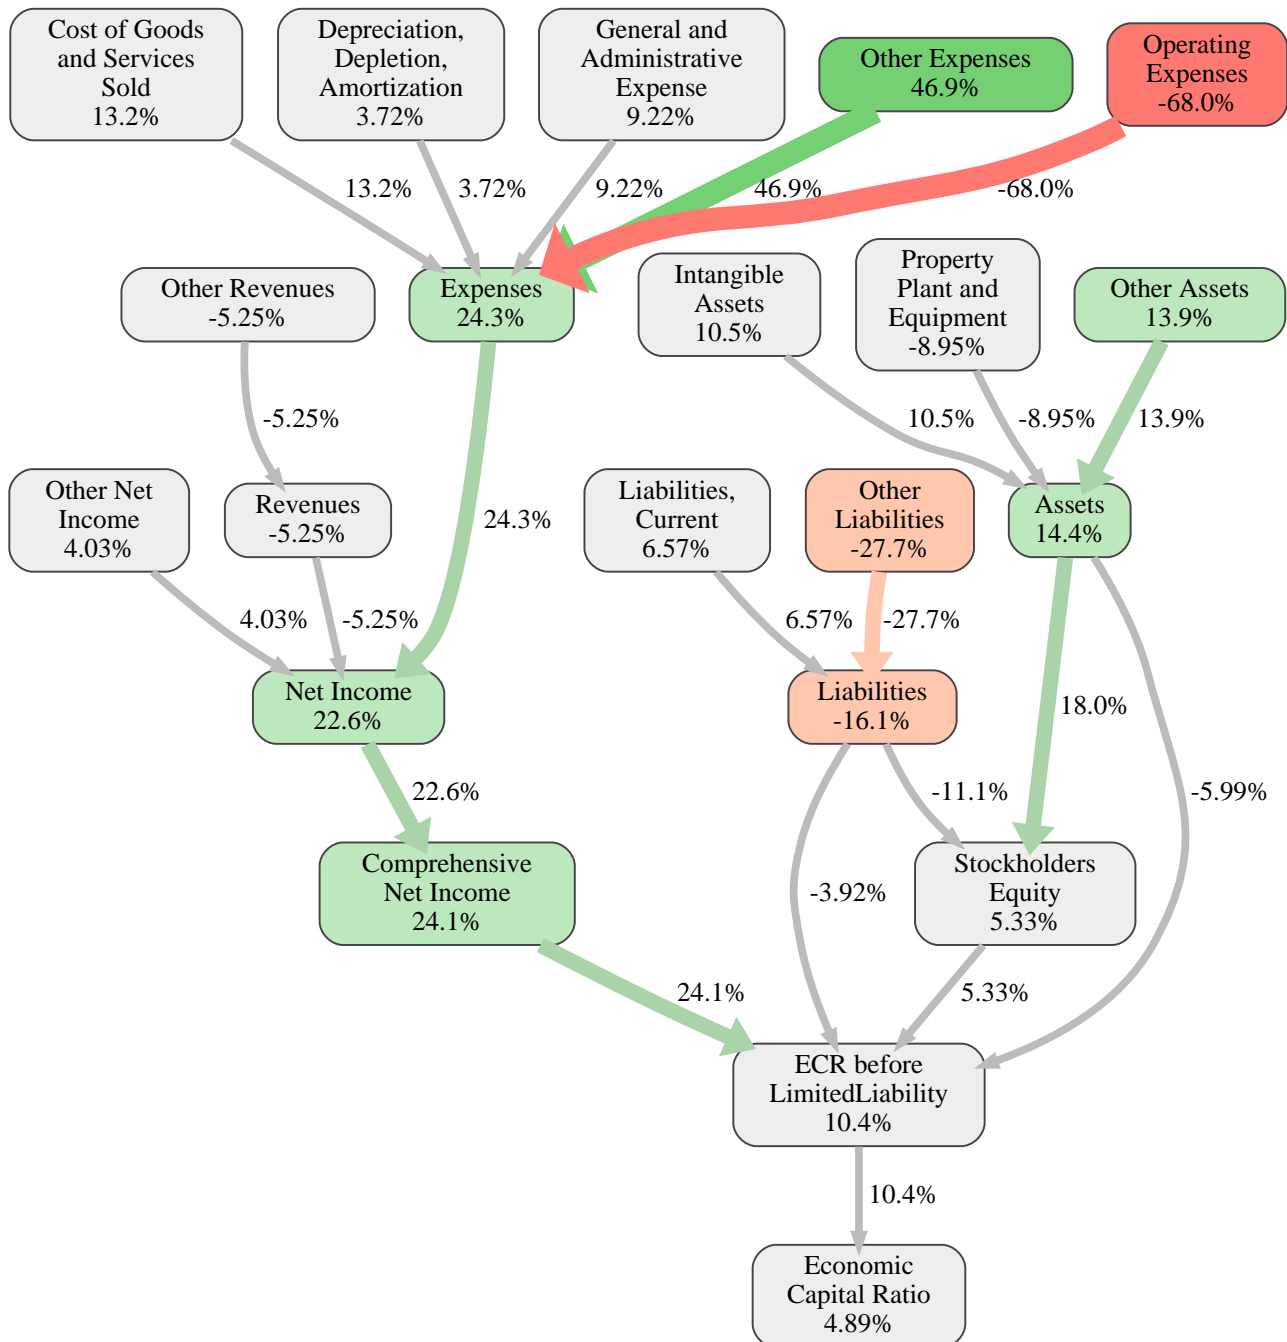 Cost of Goods
and Services
Sold
13.2%
Depreciation,
Depletion,
Amortization
3.72%
General and
Administrative
Expense
9.22%
Other Expenses
46.9%
Operating
Expenses
-68.0%
13.2%
3.72%
9.22%
46.9%
-68.0%
Other Revenues
-5.25%
Expenses
24.3%
Intangible
Assets
10.5%
Property
Plant and
Equipment
-8.95%
Other Assets
13.9%
-5.25%
10.5%
-8.95%
13.9%
Other Net
Income
4.03%
Revenues
-5.25%
24.3%
Liabilities,
Current
6.57%
Other
Liabilities
-27.7%
Assets
14.4%
4.03%
-5.25%
6.57%
-27.7%
Net Income
22.6%
Liabilities
-16.1%
18.0%
22.6%
-11.1%
-5.99%
Comprehensive
Net Income
24.1%
-3.92%
Stockholders
Equity
5.33%
24.1%
5.33%
ECR before
LimitedLiability
10.4%
10.4%
Economic
Capital Ratio
4.89%